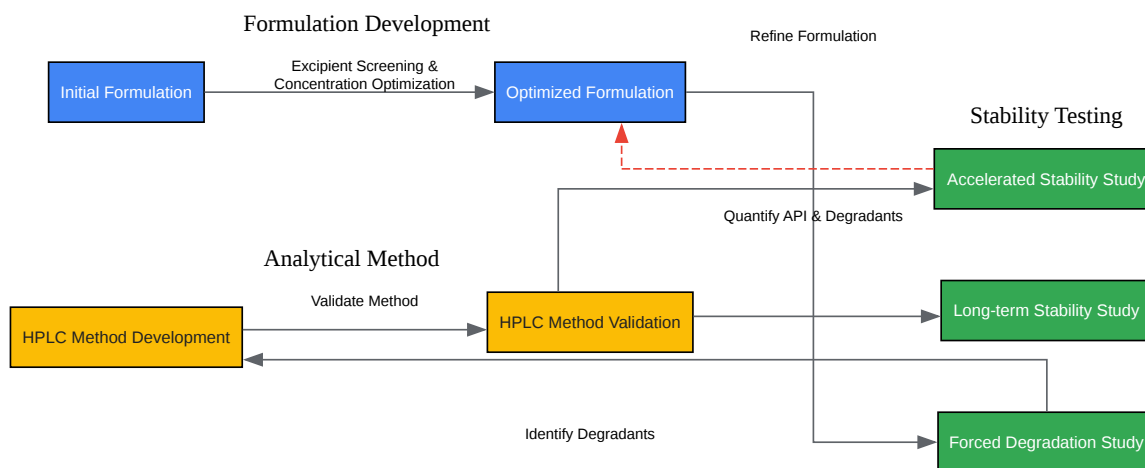 Formulation Development
Refine Formulation
Excipient Screening &
Concentration Optimization
Initial Formulation
Optimized Formulation
Stability Testing
Accelerated Stability Study
Quantify API & Degradants
Analytical Method
Validate Method
Long-term Stability Study
HPLC Method Validation
HPLC Method Development
Identify Degradants
Forced Degradation Study